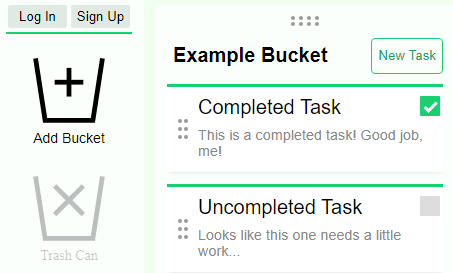 Log In
Sign Up
Add Bucket
Trash Can
Example Bucket
New Task
Completed Task
This is a completed task! Good job,
me!
Uncompleted Task
Looks like this one needs a little
work...